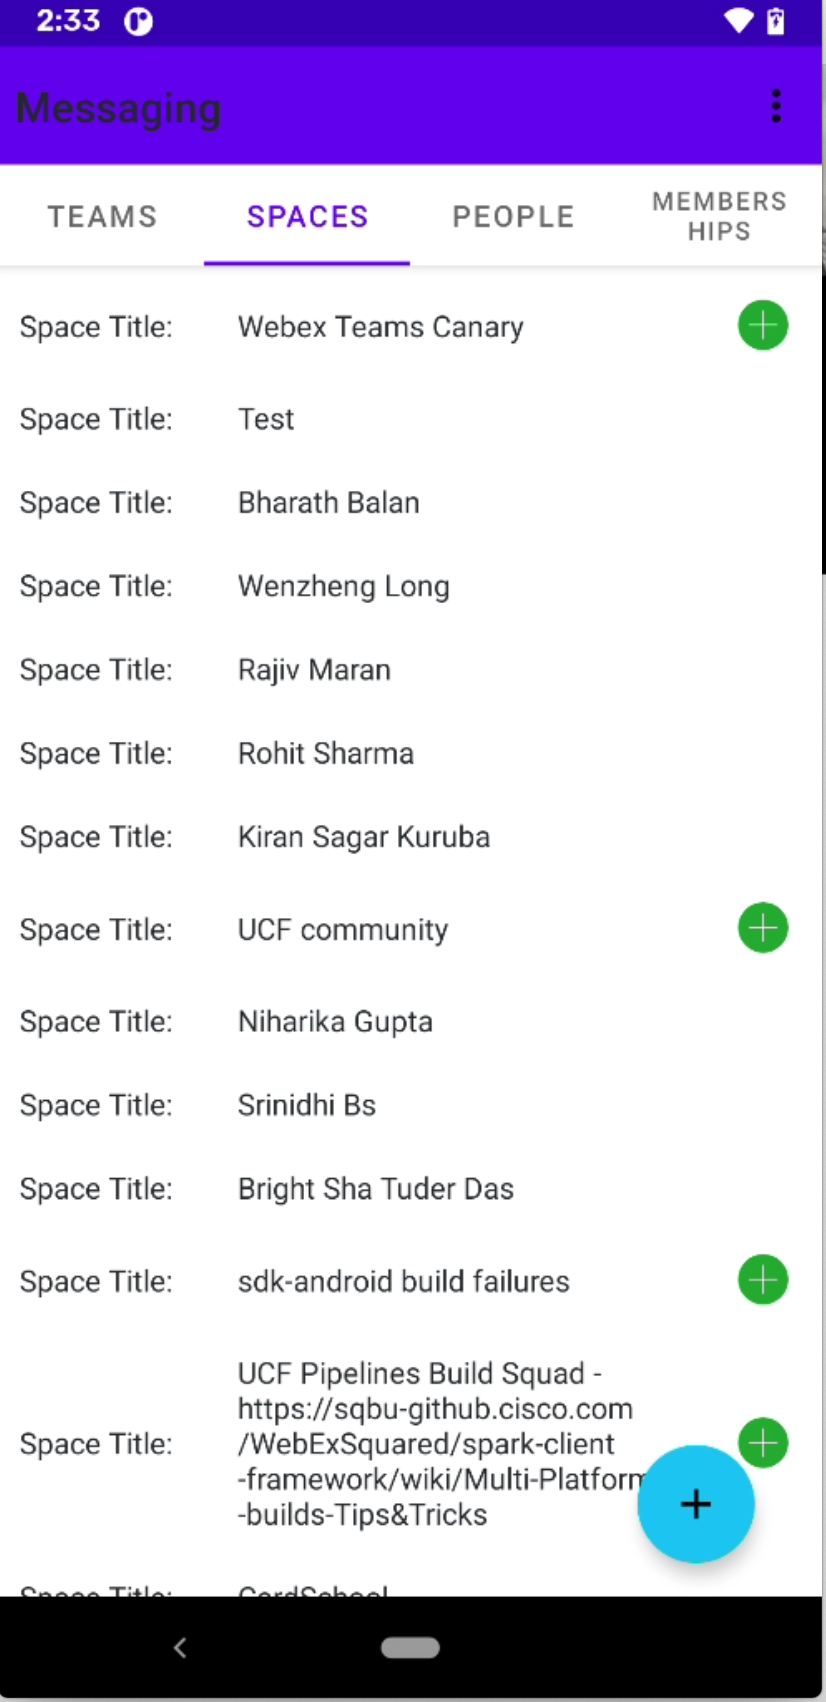 2:33
Messaging
TEAMS
SPACES
PEOPLE
MEMBERS
HIPS
Space Title: Webex Teams Canary
Space Title: Test
Space Title: Bharath Balan
Space Title: Wenzheng Long
Space Title: Rajiv Maran
Space Title: Rohit Sharma
Space Title: Kiran Sagar Kuruba
Space Title: UCF community
Space Title: Niharika Gupta
Space Title: Srinidhi Bs
Space Title: Bright Sha Tuder Das
Space Title: sdk-android build failures
Space Title: UCF Pipelines Build Squad -
https://sqbu-github.cisco.com
/WebExSquared/spark-client
-framework/wiki/Multi-Platform
-builds-Tips&Tricks
Space Title: